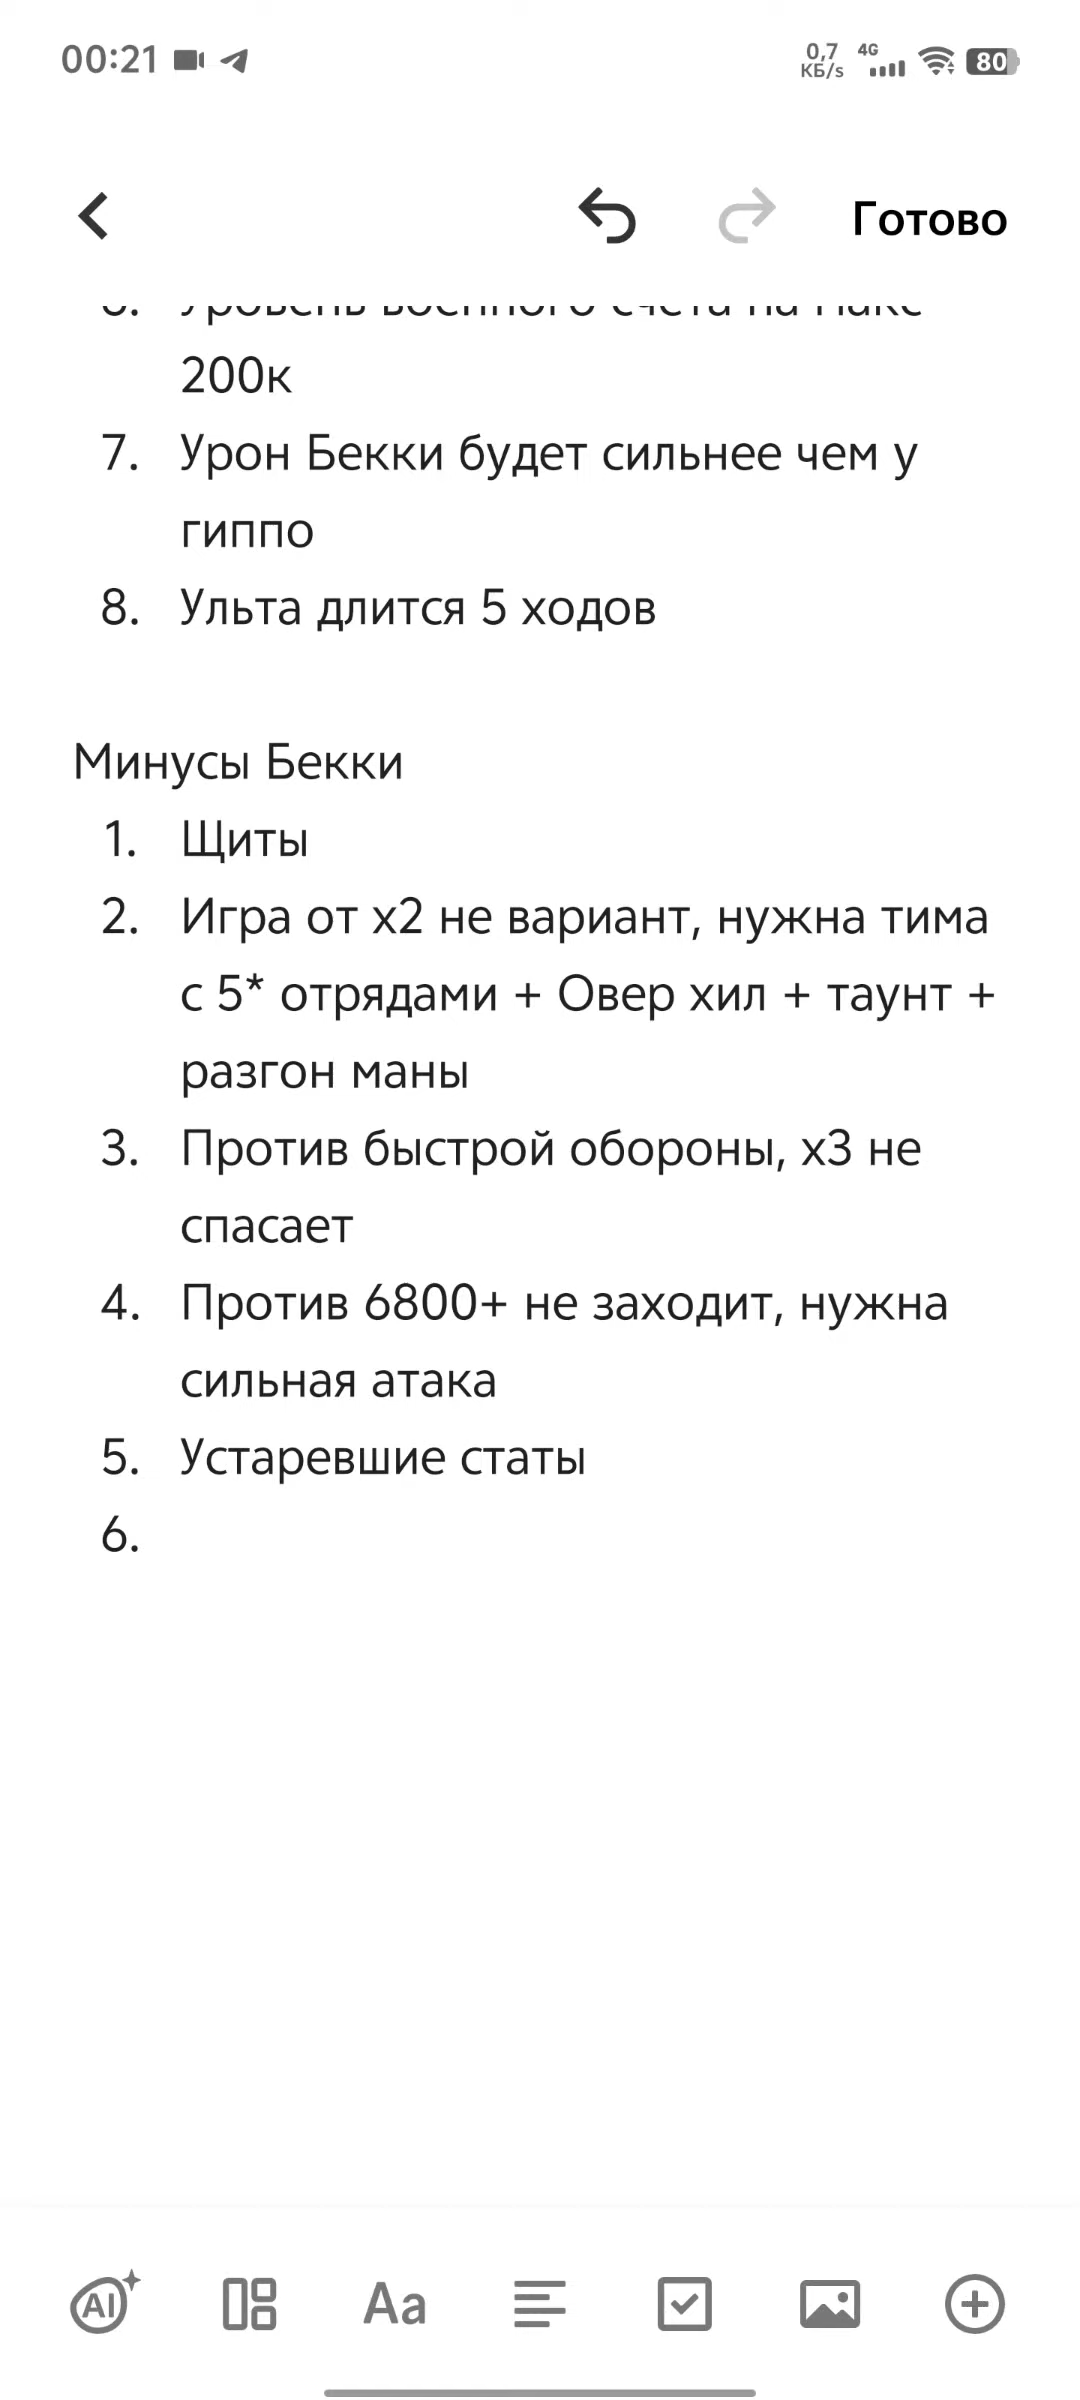 00:21
0,7
КБ/s
4G
80
Готово
200к
7. Урон Бекки будет сильнее чем у
гиппо
8. Ульта длится 5 ходов
Минусы Бекки
1. Щиты
2. Игра от х2 не вариант, нужна тима
с 5* отрядами + Овер хил + таунт +
разгон маны
3. Против быстрой обороны, х3 не
спасает
4. Против 6800+ не заходит, нужна
сильная атака
5. Устаревшие статы
6.
AI
Aa